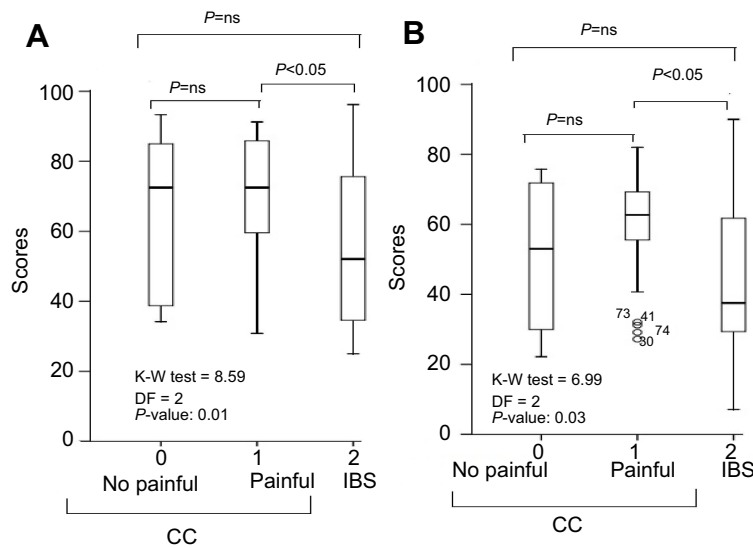 A
P=ns
P=ns
P<0.05
100
80
60
40
20
0
Scores
K-W test = 8.59
DF = 2
P-value: 0.01
0
1
2
No painful
Painful
IBS
CC
B
P=ns
P=ns
P<0.05
100
80
60
40
20
0
Scores
73
41
74
30
K-W test = 6.99
DF = 2
P-value: 0.03
0
1
2
No painful
Painful
IBS
CC